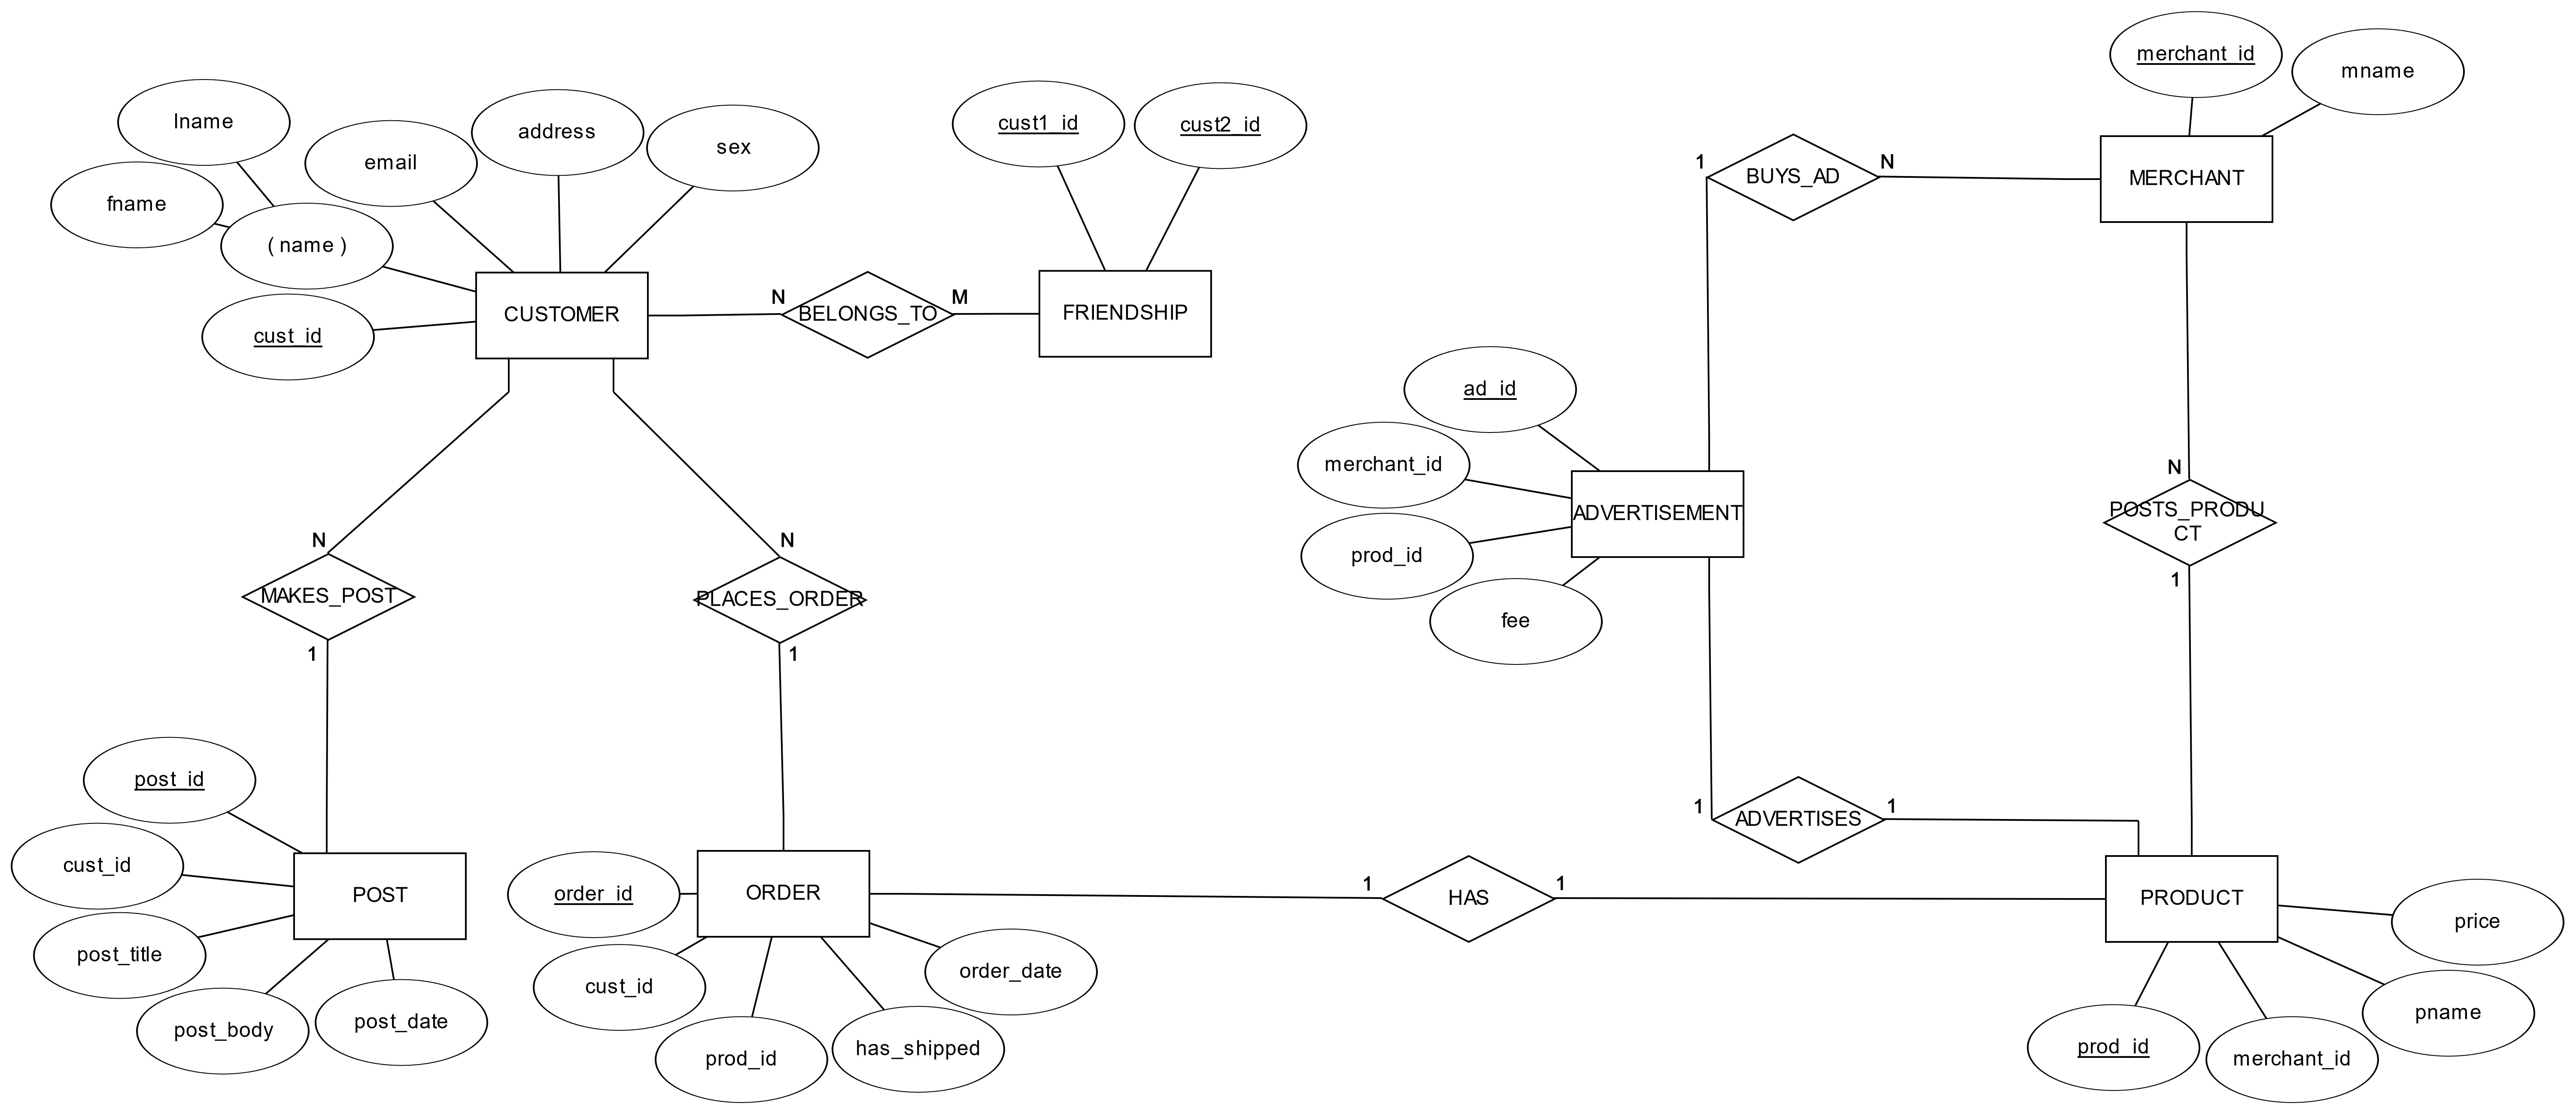 merchant_id
mname
lname
email
address
sex
cust1_id
cust2_id
fname
( name )
cust_id
CUSTOMER
N
BELONGS_TO
M
FRIENDSHIP
1
BUYS_AD
N
MERCHANT
ad_id
merchant_id
prod_id
fee
ADVERTISEMENT
N
POSTS_PRODU
CT
1
N
MAKES_POST
1
N
PLACES_ORDER
1
post_id
cust_id
post_title
post_body
post_date
POST
order_id
ORDER
cust_id
prod_id
has_shipped
order_date
1
HAS
1
1
ADVERTISES
1
PRODUCT
price
pname
merchant_id
prod_id